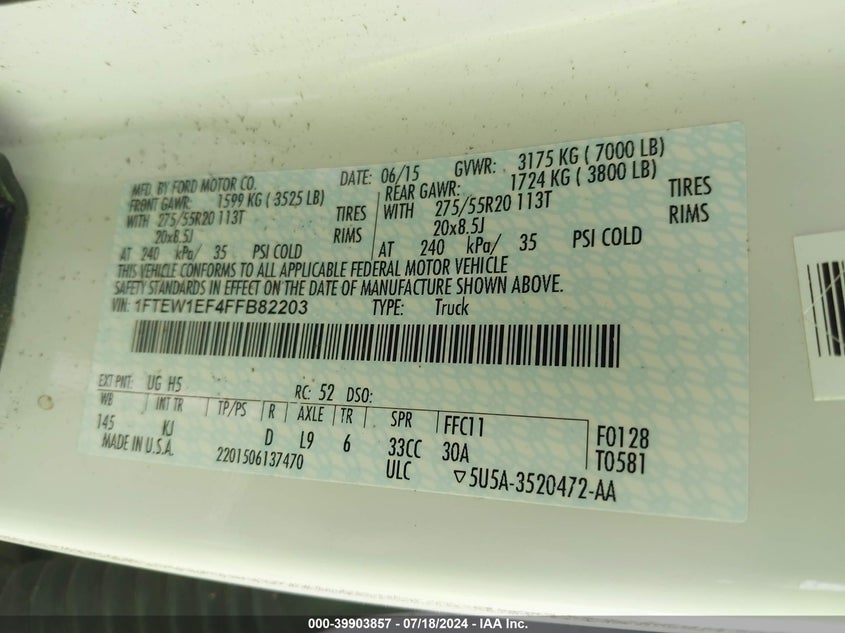 MFD. BY FORD MOTOR CO.
DATE: 06/15 GVWR: 3175 KG ( 7000 LB)
FRONT GAWR: 1599 KG ( 3525 LB)
REAR GAWR: 1724 KG ( 3800 LB)
WITH 275/55R20 113T TIRES
WITH 275/55R20 113T TIRES
20x8.5J RIMS
20x8.5J RIMS
AT 240 kPa/ 35 PSI COLD
AT 240 kPa/ 35 PSI COLD
THIS VEHICLE CONFORMS TO ALL APPLICABLE FEDERAL MOTOR VEHICLE
SAFETY STANDARDS IN EFFECT ON THE DATE OF MANUFACTURE SHOWN ABOVE.
VIN: 1FTEW1EF4FFB82203 TYPE: Truck
EXT PNT: UG H5 RC: 52 DSO:
WB INT TR TP/PS R AXLE TR SPR FFC11 F0128
145 KJ D L9 6 33CC 30A T0581
MADE IN U.S.A. 2201506137470 ULC ▽5U5A-3520472-AA
000-39903857 - 07/18/2024 - IAA Inc.